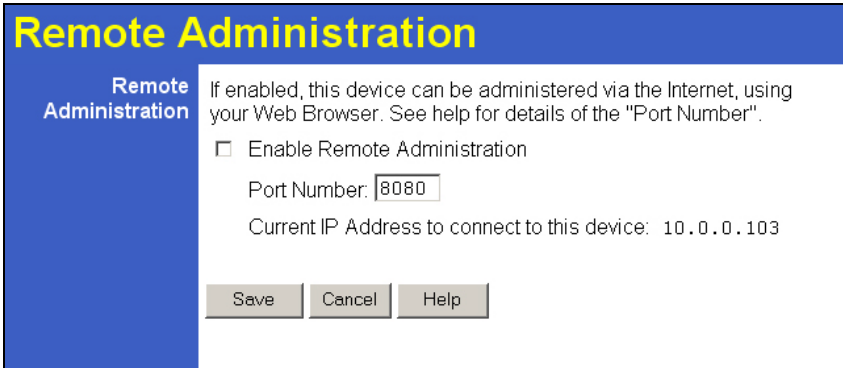 Remote Administration
Remote
Administration
If enabled, this device can be administered via the Internet, using
your Web Browser. See help for details of the "Port Number".
Enable Remote Administration
Port Number: 8080
Current IP Address to connect to this device: 10.0.0.103
Save Cancel Help